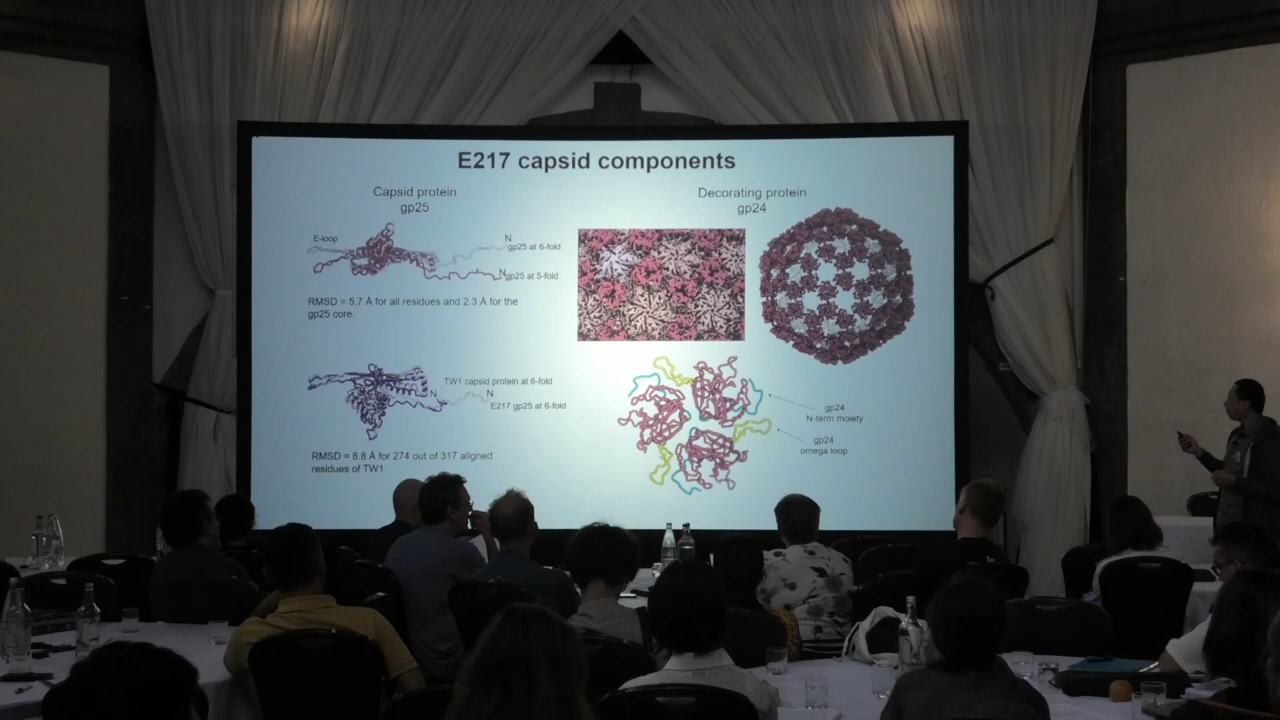 E217 capsid components
Capsid protein
gp25
Decorating protein
gp24
E-loop
N
gp25 at 6-fold
N
gp25 at 5-fold
RMSD = 5.7 Å for all residues and 2.3 Å for the
gp25 core.
TW1 capsid protein at 6-fold
N
N
E217 gp25 at 6-fold
RMSD = 8.8 Å for 274 out of 317 aligned
residues of TW1
gp24
N-term moiety
gp24
omega loop